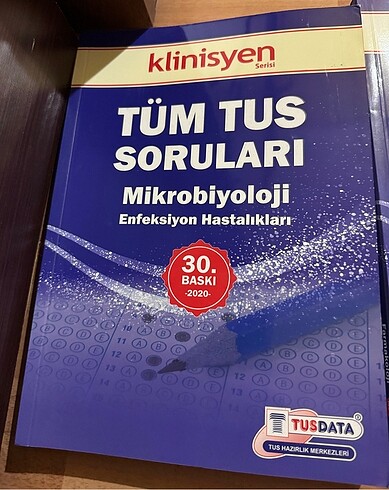 klinisyen
Serisi
TÜM TUS
SORULARI
Mikrobiyoloji
Enfeksiyon Hastalıkları
30.
BASKI
-2020-
TUSDATA®
TUS HAZIRLIK MERKEZLERİ